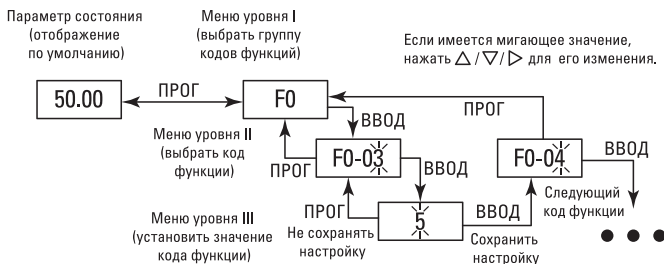 Параметр состояния
(отображение
по умолчанию)
Меню уровня I
(выбрать группу
кодов функций)
Если имеется мигающее значение,
нажать △ / ▽ / ▷ для его изменения.
50.00
ПРОГ
F0
ПРОГ
ВВОД
Меню уровня II
(выбрать код
функции)
ПРОГ
F0-03
ВВОД
F0-04
ВВОД
Меню уровня III
(установить значение
кода функции)
ПРОГ
Не сохранять
настройку
5
ВВОД
Сохранить
настройку
Следующий
код функции